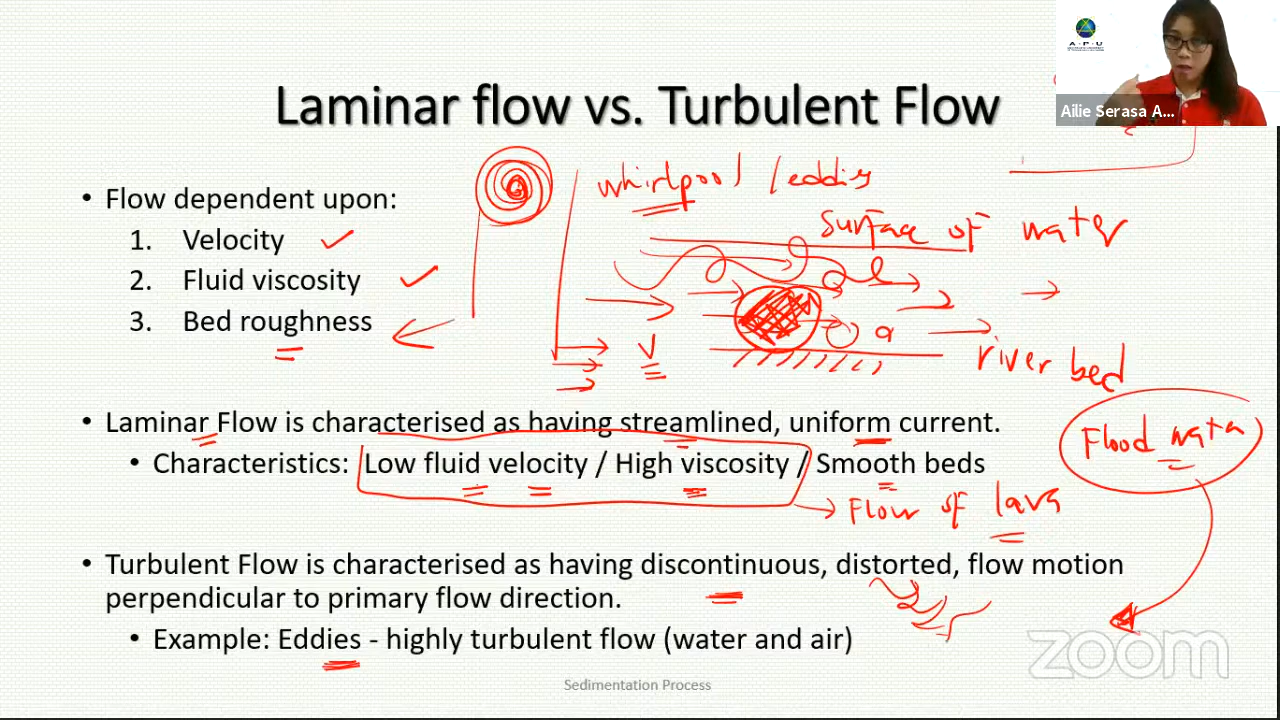 A · P · U
Ailie Serasa A...
Laminar flow vs. Turbulent Flow
whirlpool / eddies
• Flow dependent upon:
surface of water
1. Velocity
2. Fluid viscosity
3. Bed roughness
V
river bed
• Laminar Flow is characterised as having streamlined, uniform current.
Flood water
• Characteristics: Low fluid velocity / High viscosity / Smooth beds
Flow of lava
• Turbulent Flow is characterised as having discontinuous, distorted, flow motion
perpendicular to primary flow direction.
• Example: Eddies - highly turbulent flow (water and air)
zoom
Sedimentation Process